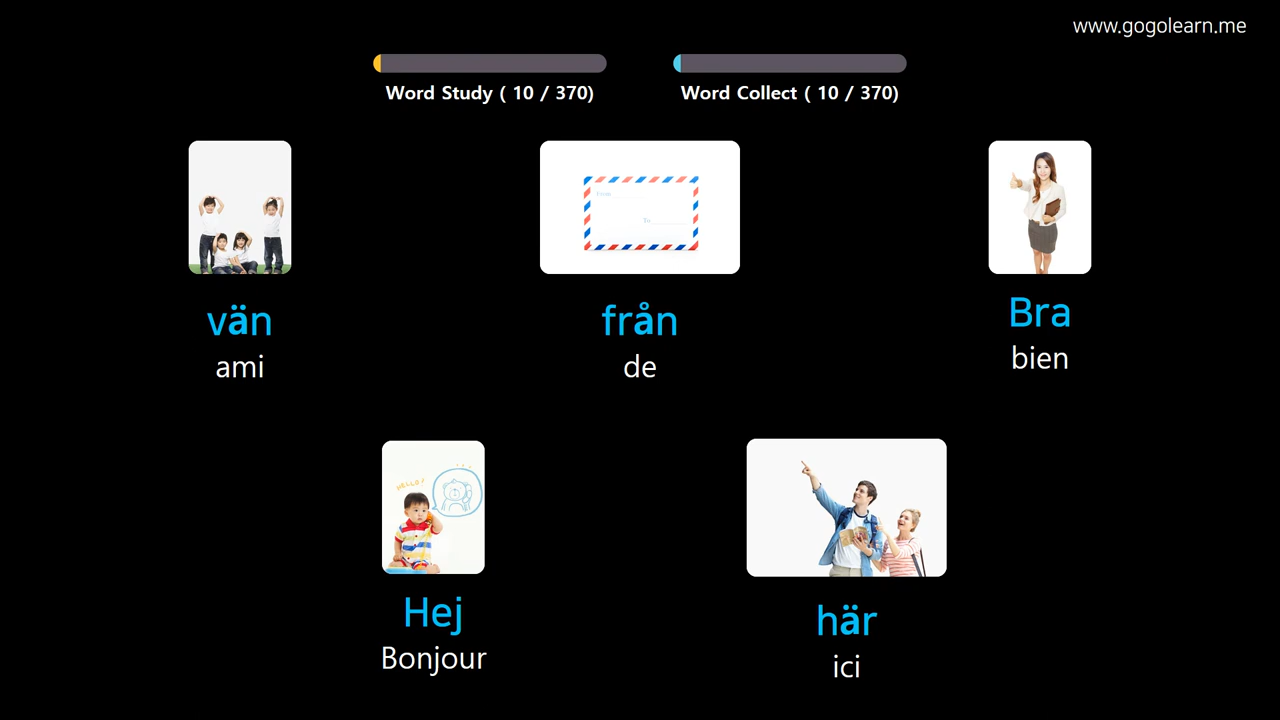 www.gogolearn.me
Word Study ( 10 / 370)
Word Collect ( 10 / 370)
vän
ami
från
de
Bra
bien
HELLO!
Hej
Bonjour
här
ici